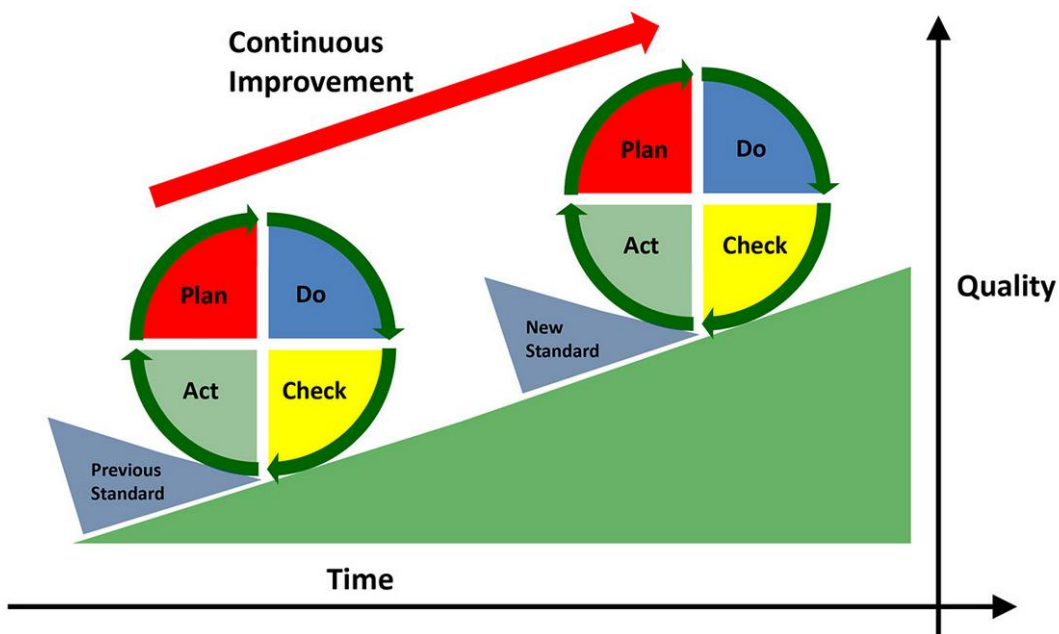 Continuous
Improvement
Plan
Do
Act
Check
Quality
New
Standard
Plan
Do
Act
Check
Previous
Standard
Time